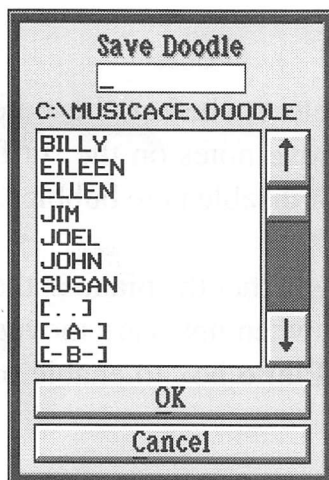 Save Doodle
_
C:\MUSICACE\DOODLE
BILLY
EILEEN
ELLEN
JIM
JOEL
JOHN
SUSAN
[..]
[-A-]
[-B-]
OK
Cancel